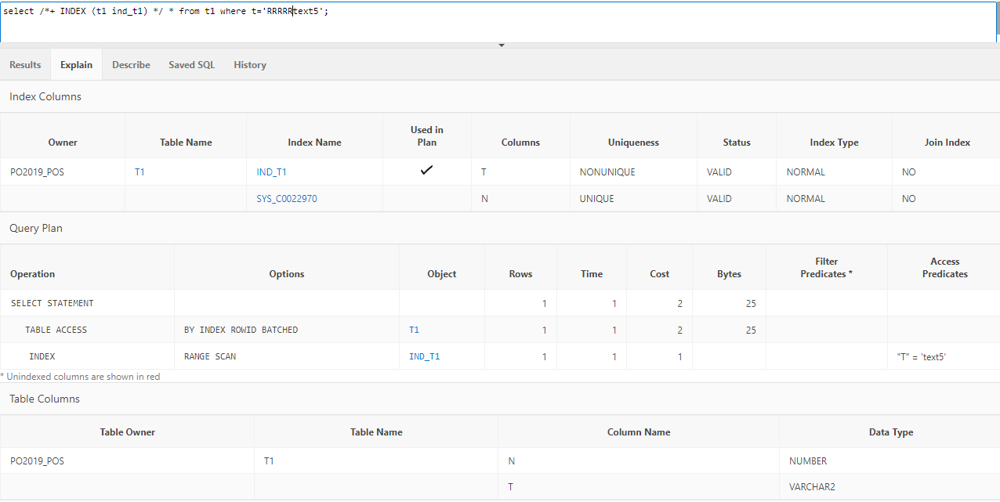 select /*+ INDEX (t1 ind_t1) */ * from t1 where t='RRRRRtext5';
Results Explain Describe Saved SQL History
Index Columns
Owner Table Name Index Name Used in Plan Columns Uniqueness Status Index Type Join Index
PO2019_POS T1 IND_T1 ✓ T NONUNIQUE VALID NORMAL NO
SYS_C0022970 N UNIQUE VALID NORMAL NO
Query Plan
Operation Options Object Rows Time Cost Bytes Filter Predicates * Access Predicates
SELECT STATEMENT 1 1 2 25
TABLE ACCESS BY INDEX ROWID BATCHED T1 1 1 2 25
INDEX RANGE SCAN IND_T1 1 1 1 "T" = 'text5'
* Unindexed columns are shown in red
Table Columns
Table Owner Table Name Column Name Data Type
PO2019_POS T1 N NUMBER
T VARCHAR2